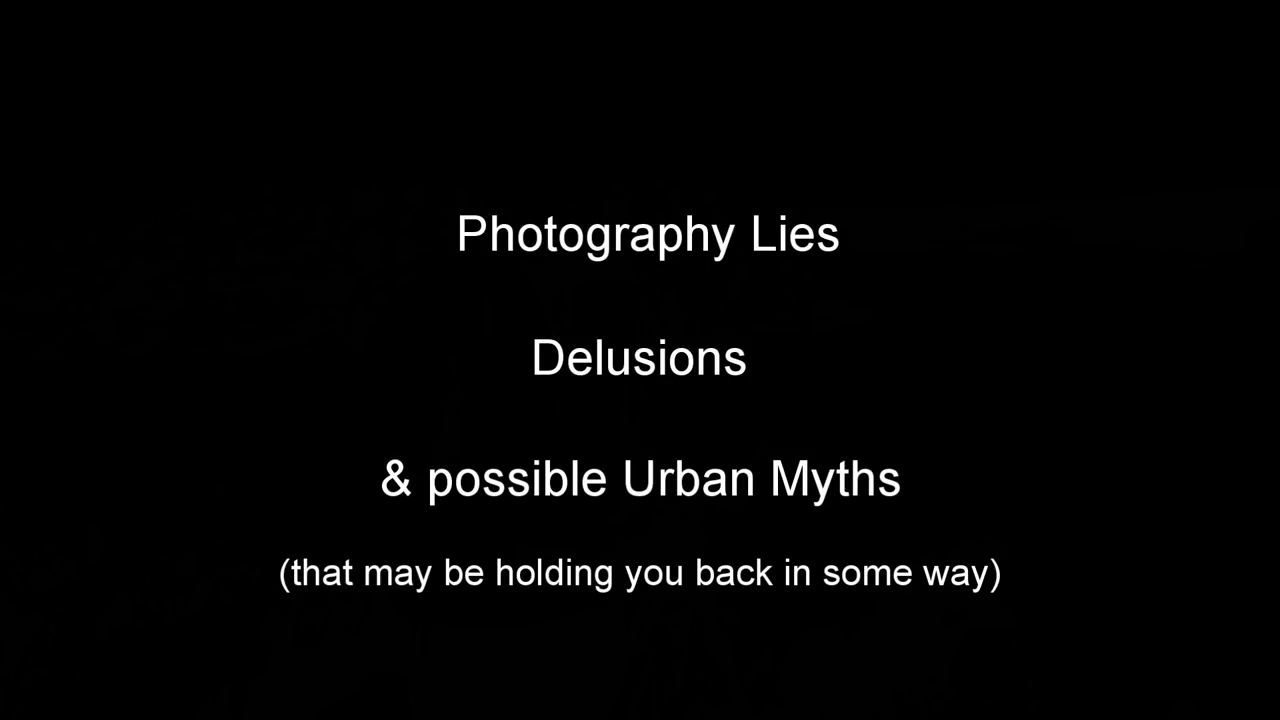 Photography Lies
Delusions
& possible Urban Myths
(that may be holding you back in some way)